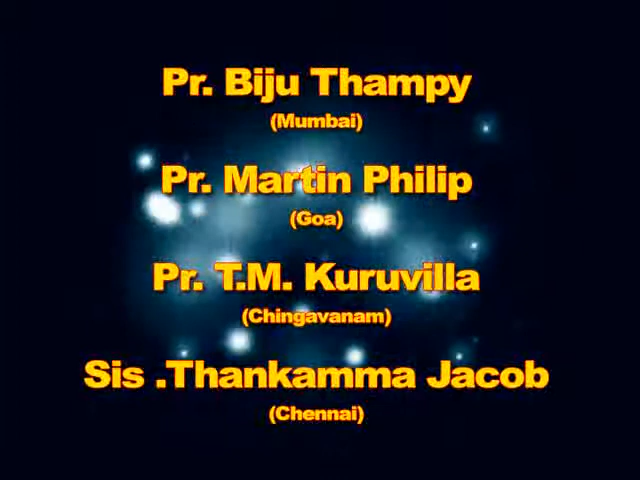 Pr. Biju Thampy
(Mumbai)
Pr. Martin Philip
(Goa)
Pr. T.M. Kuruvilla
(Chingavanam)
Sis .Thankamma Jacob
(Chennai)